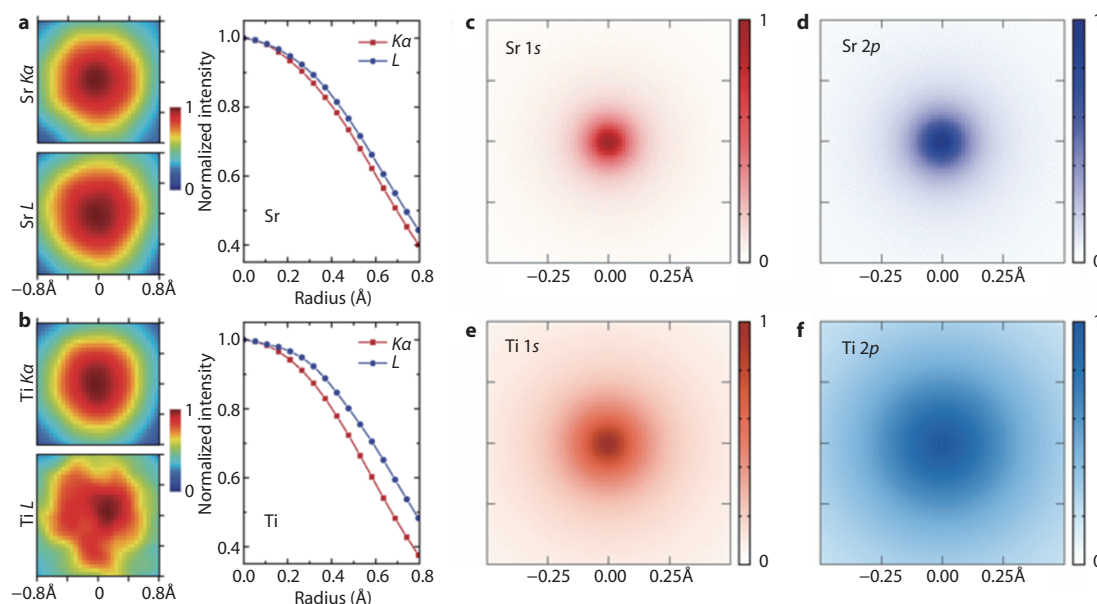 a
Sr Kα
1
0
Sr L
−0.8Å 0 0.8Å
Normalized intensity
1.0
0.8
0.6
0.4
Kα
L
Sr
0.0 0.2 0.4 0.6 0.8
Radius (Å)
b
Ti Kα
1
0
Ti L
−0.8Å 0 0.8Å
Normalized intensity
1.0
0.8
0.6
0.4
Kα
L
Ti
0.0 0.2 0.4 0.6 0.8
Radius (Å)
c
Sr 1s
1
0
−0.25 0.00 0.25Å
d
Sr 2p
1
0
−0.25 0.00 0.25Å
e
Ti 1s
1
0
−0.25 0.00 0.25Å
f
Ti 2p
1
0
−0.25 0.00 0.25Å